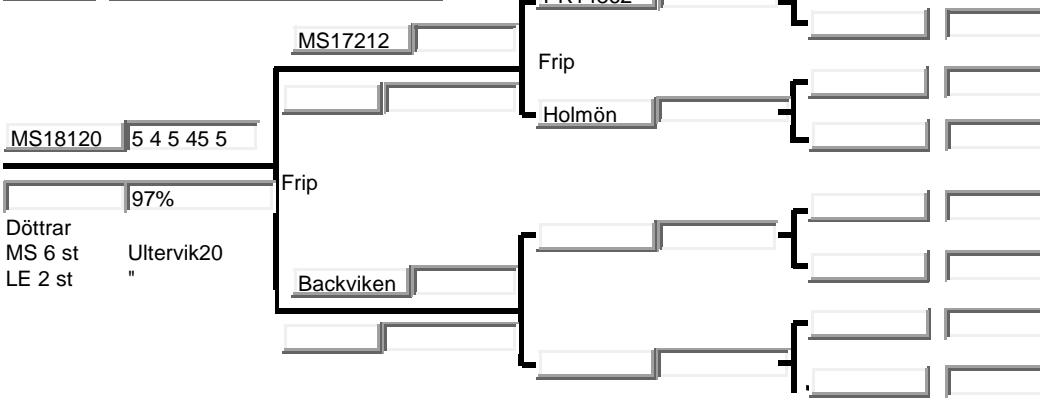 MS17212
Frip
Holmön
MS18120 5 4 5 45 5
Frip
97%
Döttrar
MS 6 st Ultervik20
LE 2 st "
Backviken